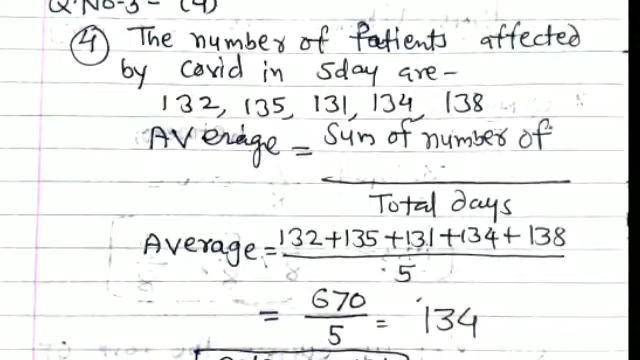 Q.No-3- (4)
④ The number of Patients affected
by Covid in 5day are-
132, 135, 131, 134, 138
Average = Sum of number of
Total days
Average = 132+135+131+134+138
5
= 670
5
= 134